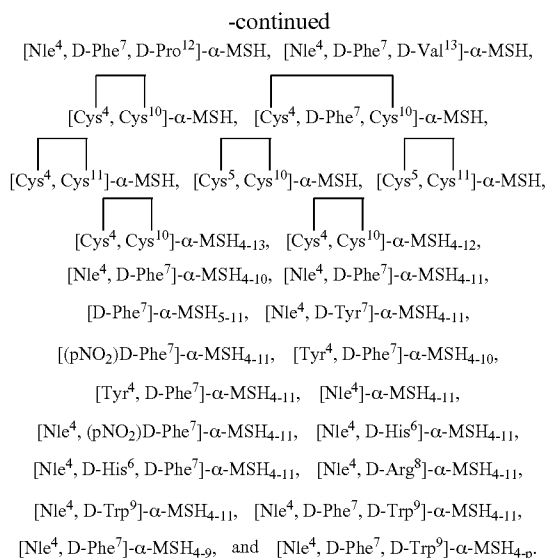 -continued
[Nle⁴, D-Phe⁷, D-Pro¹²]-α-MSH, [Nle⁴, D-Phe⁷, D-Val¹³]-α-MSH,
[Cys⁴, Cys¹⁰]-α-MSH, [Cys⁴, D-Phe⁷, Cys¹⁰]-α-MSH,
[Cys⁴, Cys¹¹]-α-MSH, [Cys⁵, Cys¹⁰]-α-MSH, [Cys⁵, Cys¹¹]-α-MSH,
[Cys⁴, Cys¹⁰]-α-MSH₄₋₁₃, [Cys⁴, Cys¹⁰]-α-MSH₄₋₁₂,
[Nle⁴, D-Phe⁷]-α-MSH₄₋₁₀, [Nle⁴, D-Phe⁷]-α-MSH₄₋₁₁,
[D-Phe⁷]-α-MSH₅₋₁₁, [Nle⁴, D-Tyr⁷]-α-MSH₄₋₁₁,
[(pNO₂)D-Phe⁷]-α-MSH₄₋₁₁, [Tyr⁴, D-Phe⁷]-α-MSH₄₋₁₀,
[Tyr⁴, D-Phe⁷]-α-MSH₄₋₁₁, [Nle⁴]-α-MSH₄₋₁₁,
[Nle⁴, (pNO₂)D-Phe⁷]-α-MSH₄₋₁₁, [Nle⁴, D-His⁶]-α-MSH₄₋₁₁,
[Nle⁴, D-His⁶, D-Phe⁷]-α-MSH₄₋₁₁, [Nle⁴, D-Arg⁸]-α-MSH₄₋₁₁,
[Nle⁴, D-Trp⁹]-α-MSH₄₋₁₁, [Nle⁴, D-Phe⁷, D-Trp⁹]-α-MSH₄₋₁₁,
[Nle⁴, D-Phe⁷]-α-MSH₄₋₉, and [Nle⁴, D-Phe⁷, D-Trp⁹]-α-MSH₄₋ₚ.